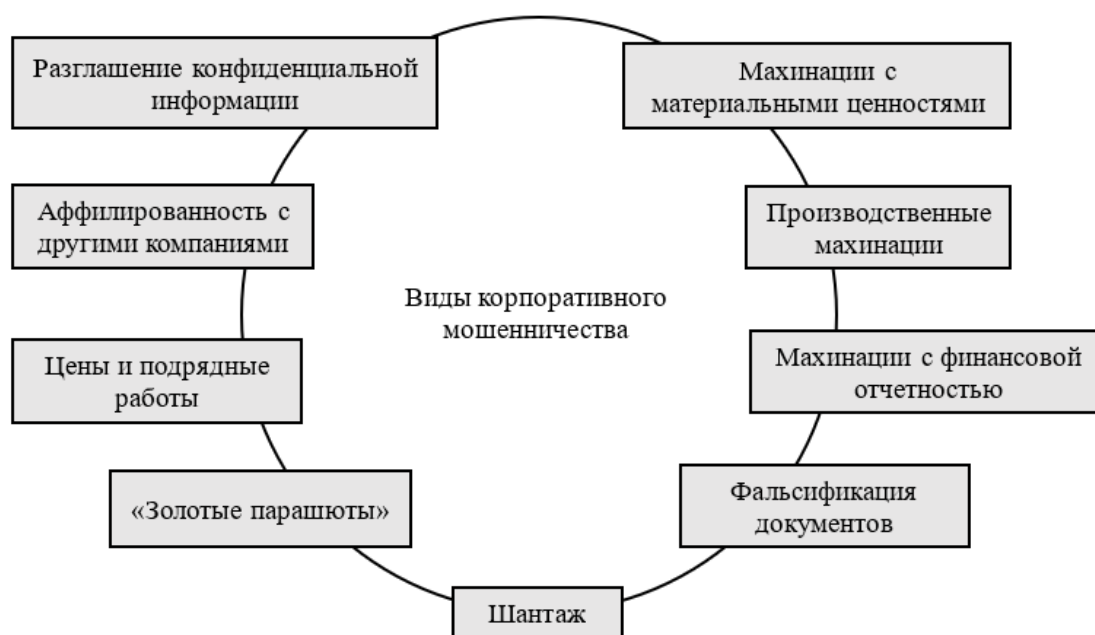 Разглашение конфиденциальной
информации
Махинации с
материальными ценностями
Аффилированность с
другими компаниями
Производственные
махинации
Виды корпоративного
мошенничества
Цены и подрядные
работы
Махинации с финансовой
отчетностью
«Золотые парашюты»
Фальсификация
документов
Шантаж